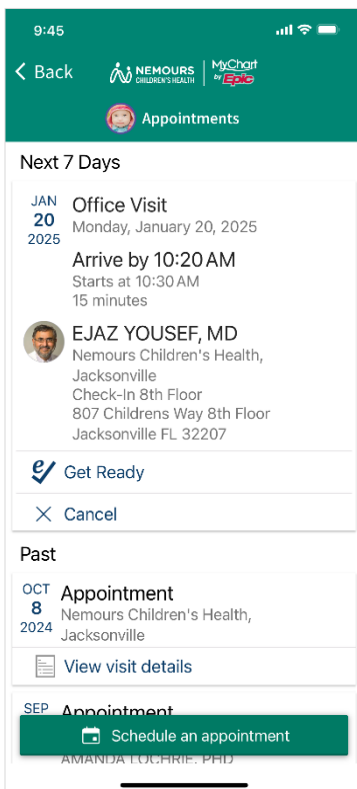 9:45
Back
NEMOURS
CHILDREN'S HEALTH
MyChart
by Epic
Appointments
Next 7 Days
JAN
20
2025
Office Visit
Monday, January 20, 2025
Arrive by 10:20 AM
Starts at 10:30 AM
15 minutes
EJAZ YOUSEF, MD
Nemours Children's Health,
Jacksonville
Check-In 8th Floor
807 Childrens Way 8th Floor
Jacksonville FL 32207
Get Ready
Cancel
Past
OCT
8
2024
Appointment
Nemours Children's Health,
Jacksonville
View visit details
SEP
Appointment
Schedule an appointment
AMANDA LOCHRIE, PHD